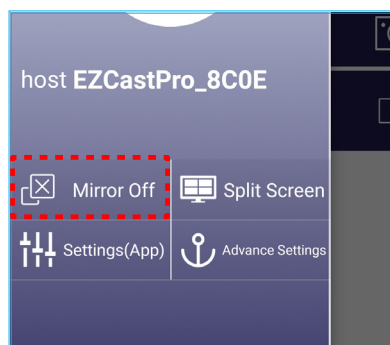 host EZCastPro_8C0E
Mirror Off
Split Screen
Settings(App)
Advance Settings